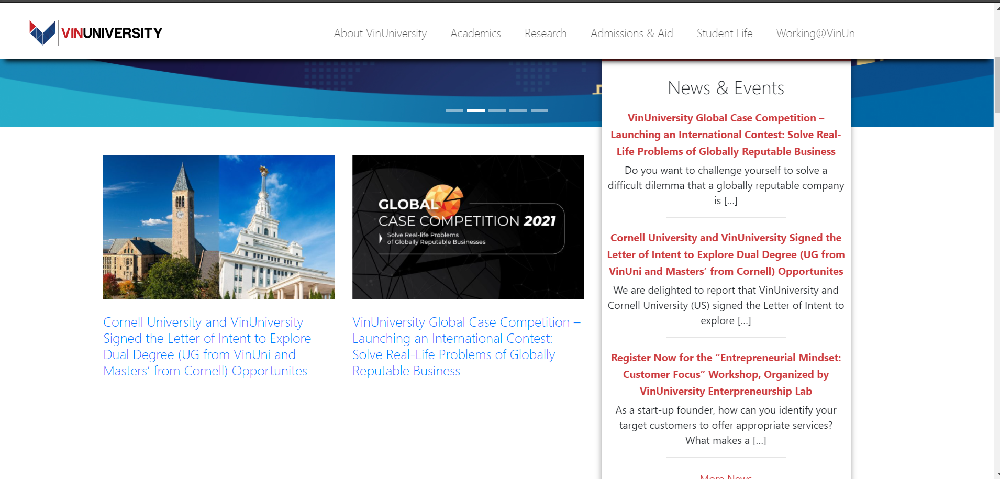 VINUNIVERSITY
About VinUniversity
Academics
Research
Admissions & Aid
Student Life
Working@VinUn
GLOBAL
CASE COMPETITION 2021
Solve Real-life Problems
of Globally Reputable Businesses
Cornell University and VinUniversity
Signed the Letter of Intent to Explore
Dual Degree (UG from VinUni and
Masters’ from Cornell) Opportunites
VinUniversity Global Case Competition –
Launching an International Contest:
Solve Real-Life Problems of Globally
Reputable Business
News & Events
VinUniversity Global Case Competition –
Launching an International Contest: Solve Real-
Life Problems of Globally Reputable Business
Do you want to challenge yourself to solve a
difficult dilemma that a globally reputable company
is [...]
Cornell University and VinUniversity Signed the
Letter of Intent to Explore Dual Degree (UG from
VinUni and Masters’ from Cornell) Opportunites
We are delighted to report that VinUniversity and
Cornell University (US) signed the Letter of Intent to
explore [...]
Register Now for the “Entrepreneurial Mindset:
Customer Focus” Workshop, Organized by
VinUniversity Enterpreneurship Lab
As a start-up founder, how can you identify your
target customers to offer appropriate services?
What makes a [...]
More News